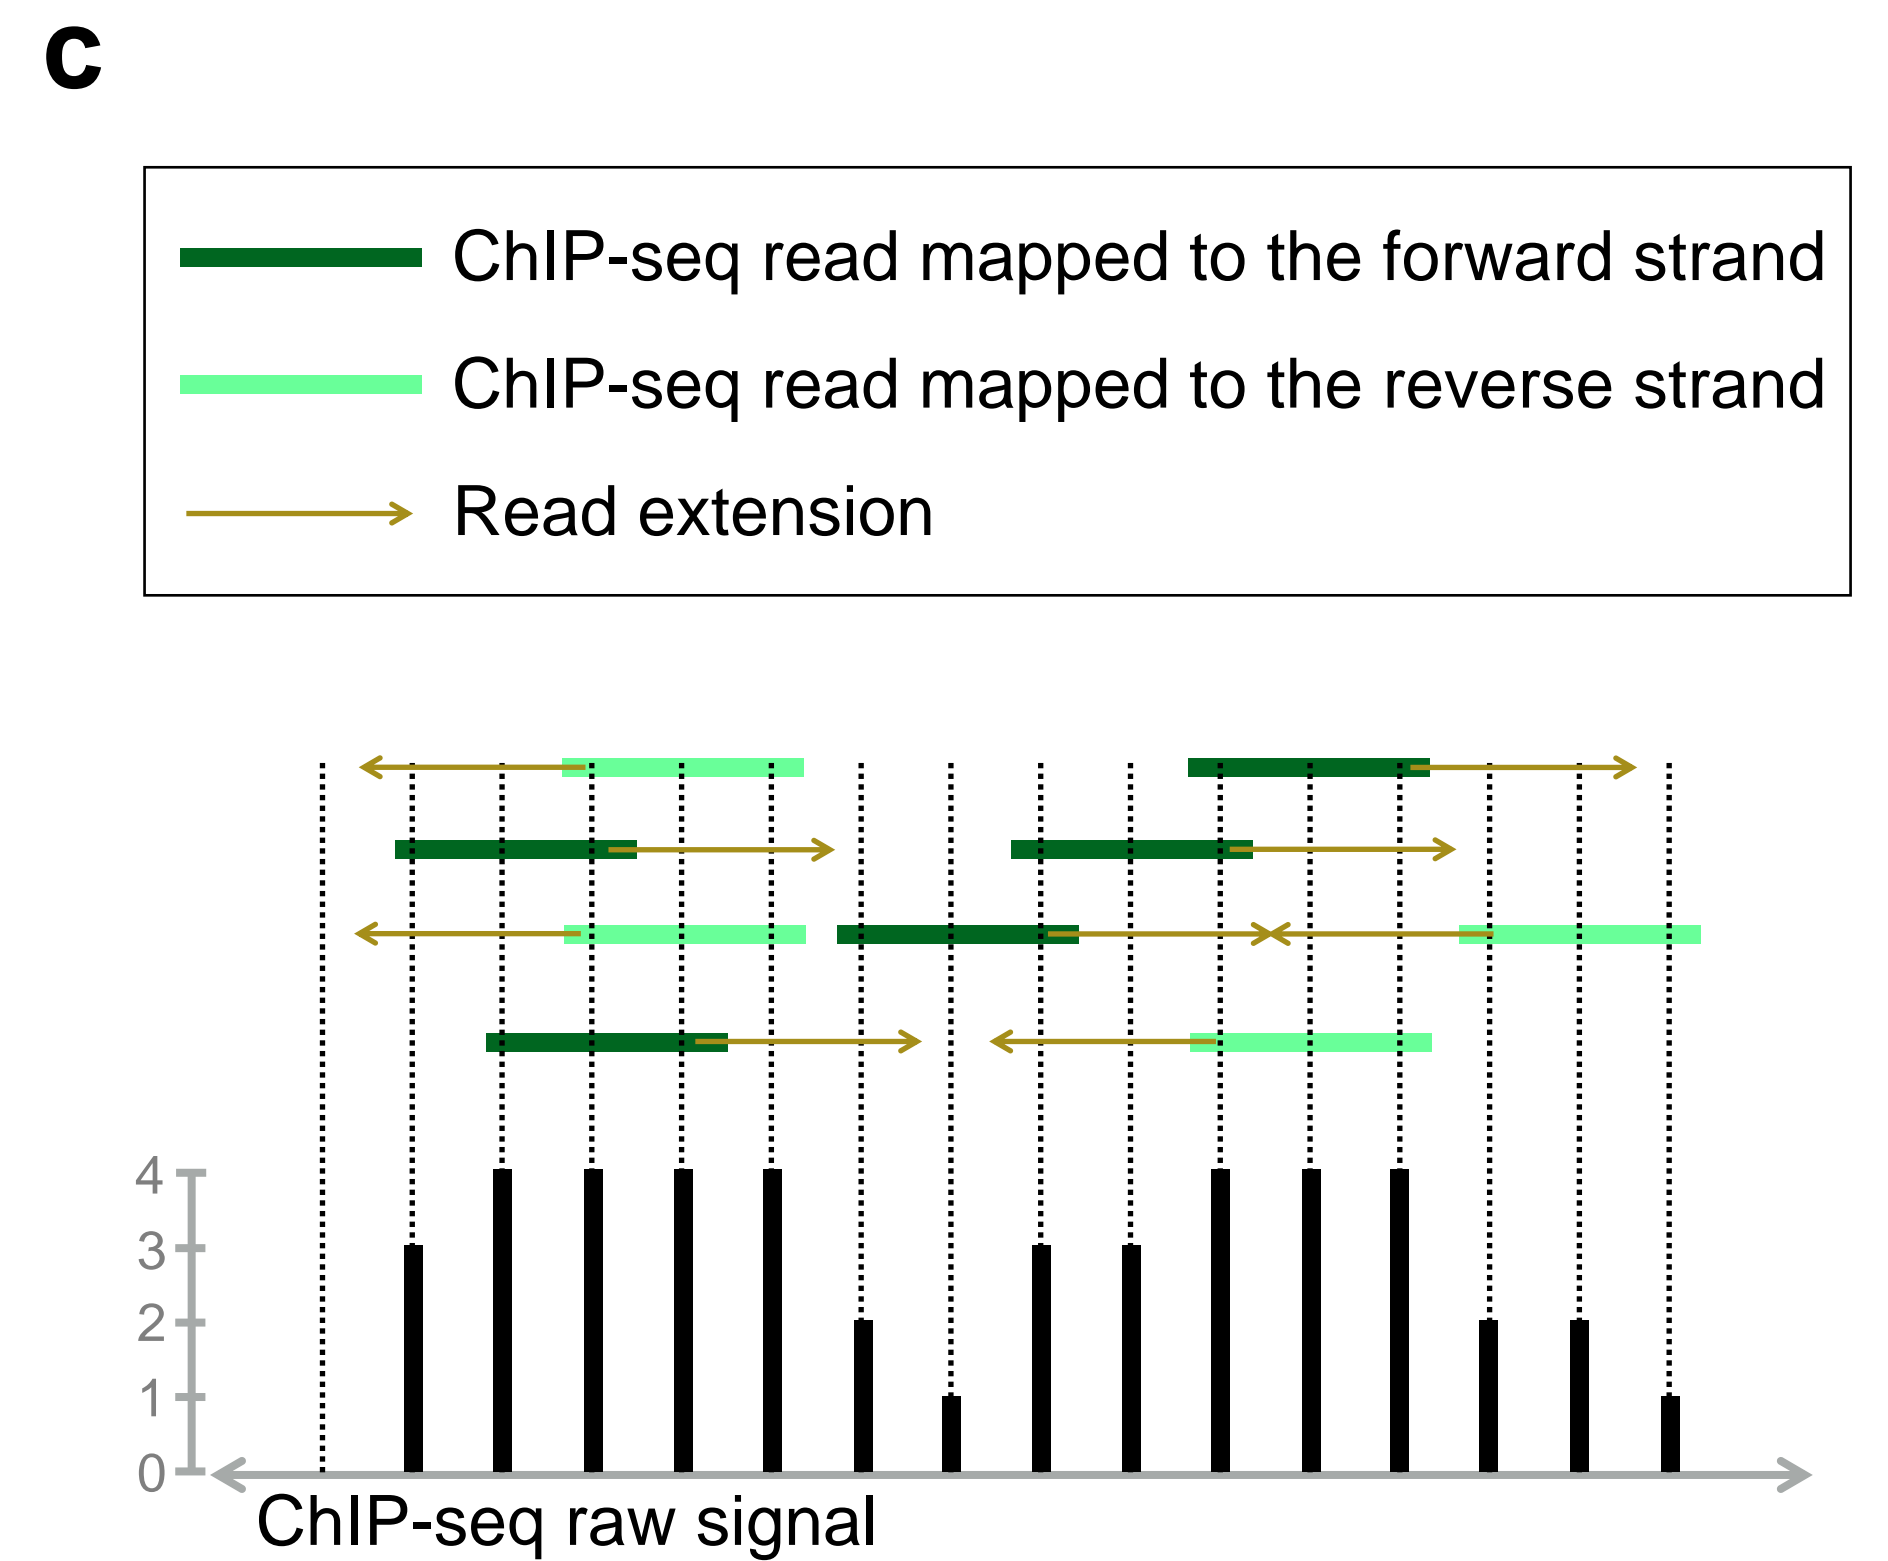 c
ChIP-seq read mapped to the forward strand
ChIP-seq read mapped to the reverse strand
Read extension
4
3
2
1
0
ChIP-seq raw signal